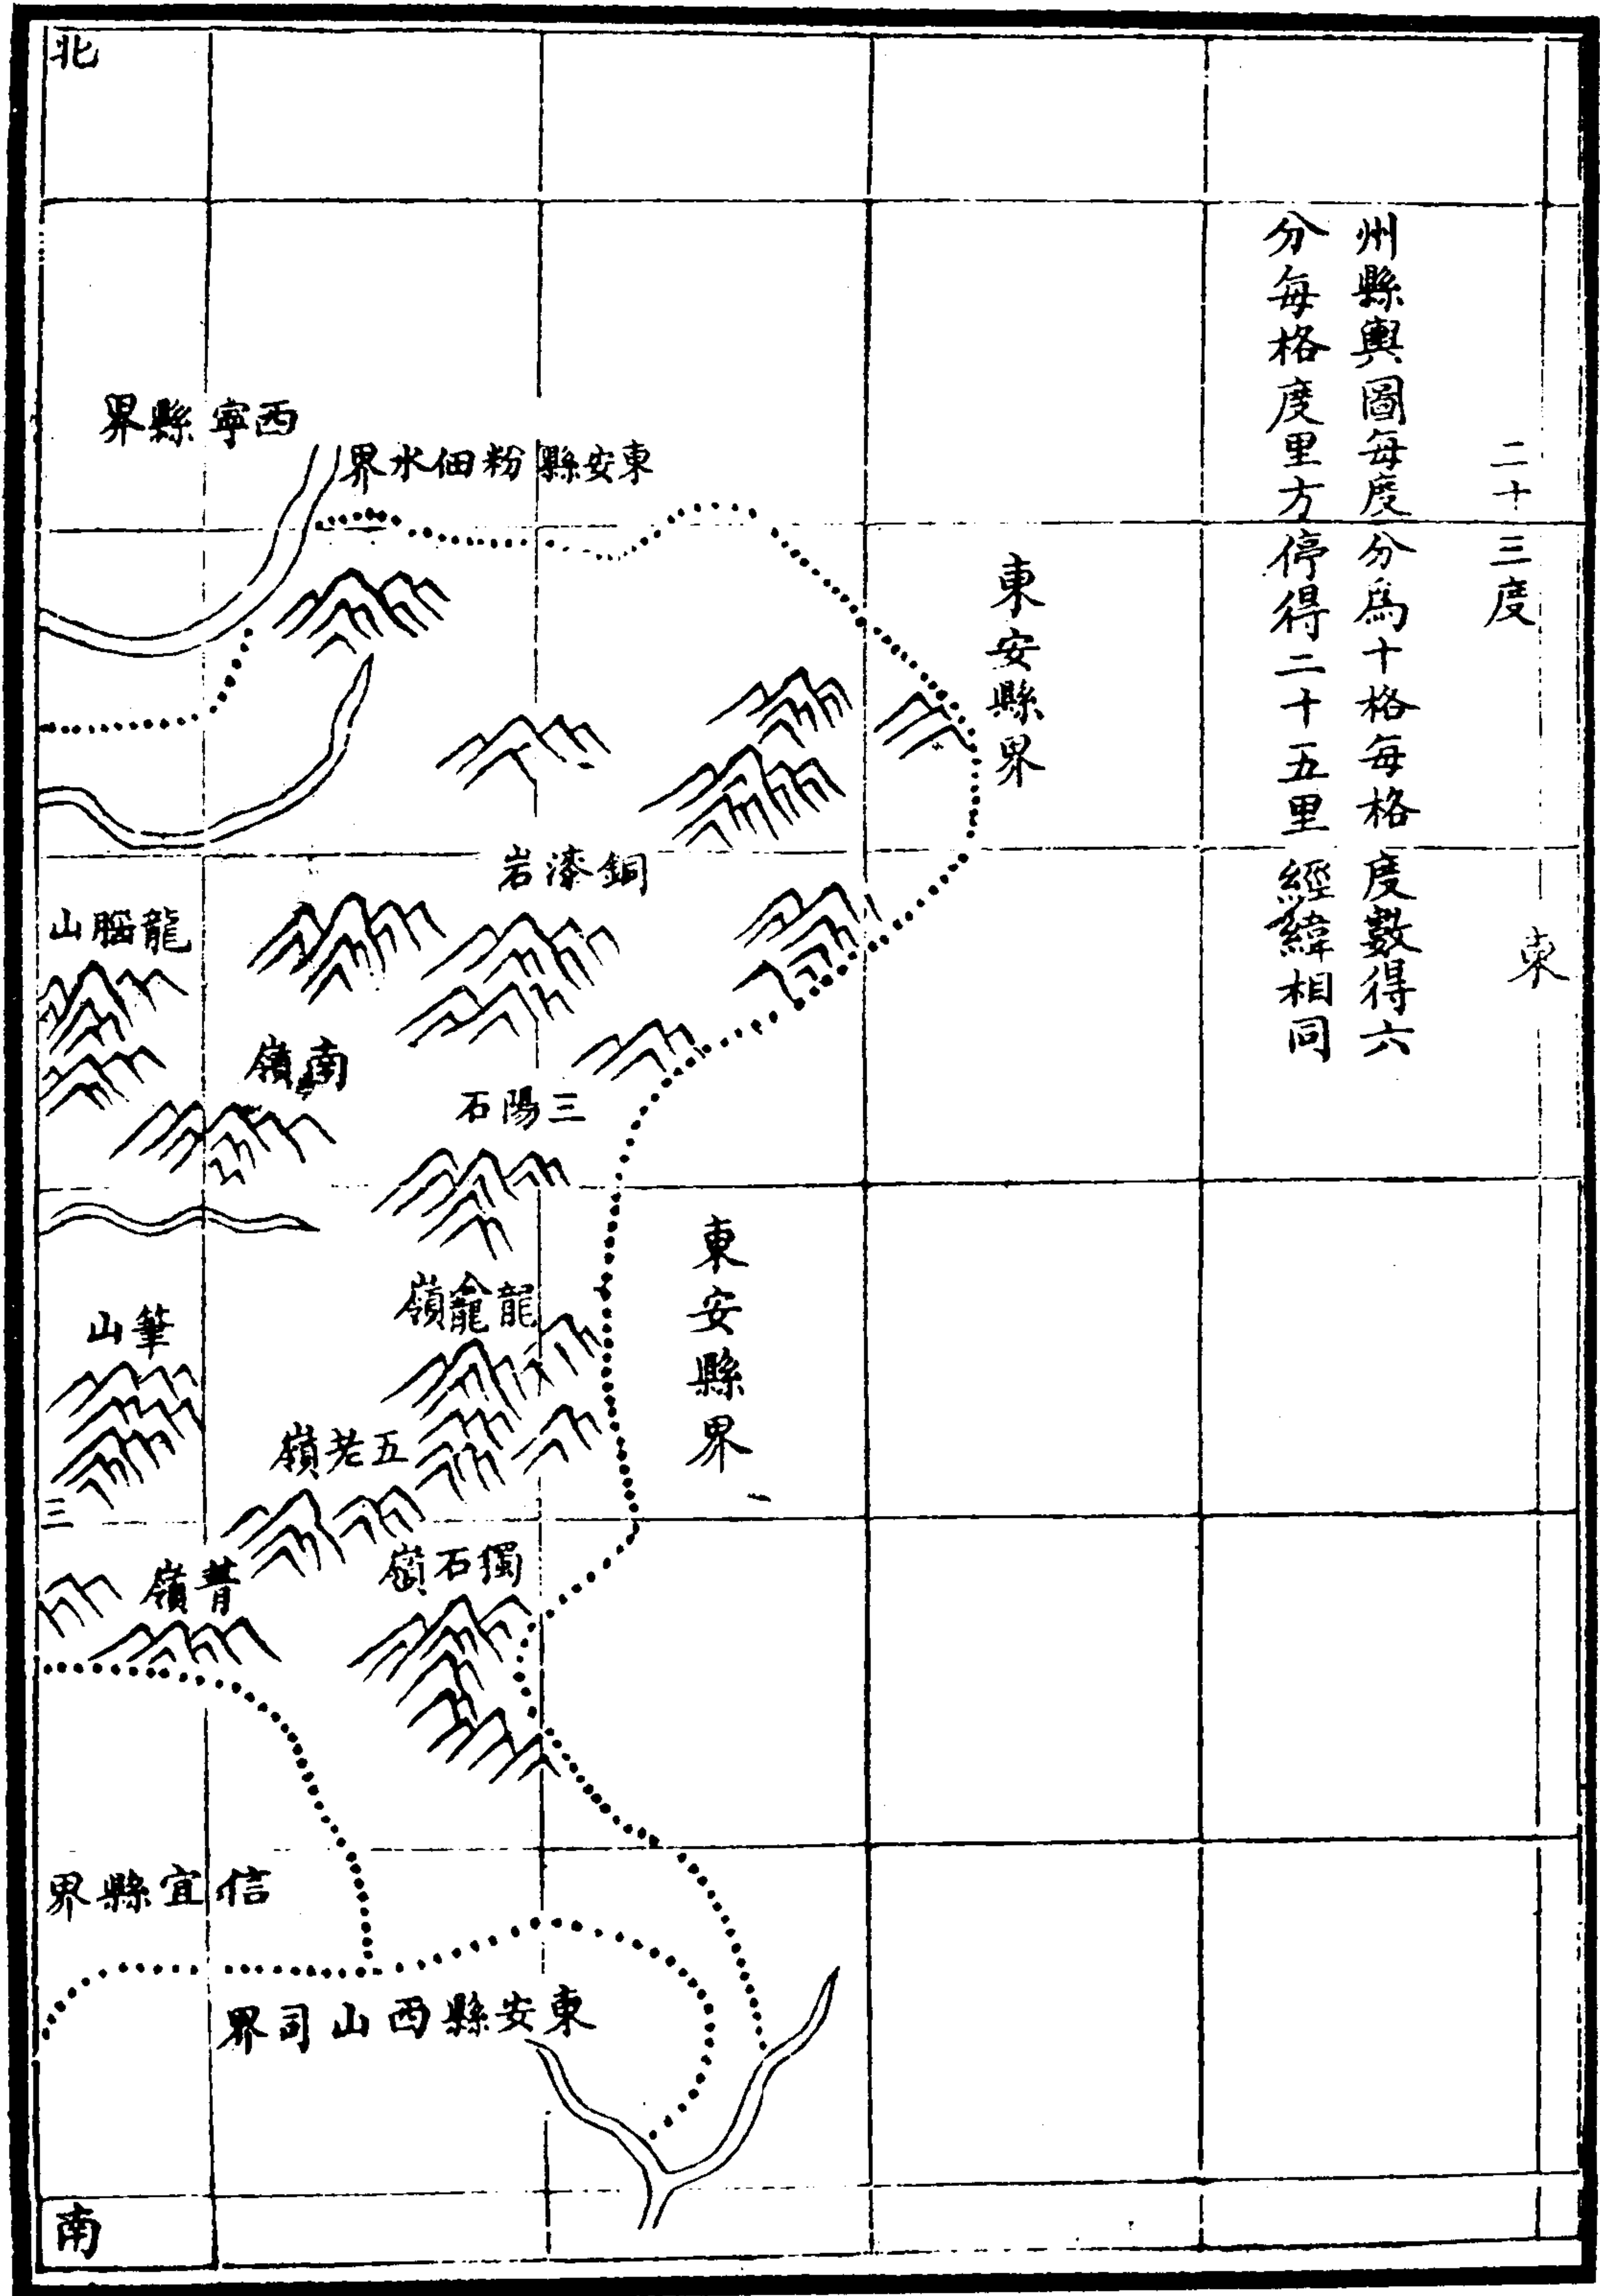 北
二十三度
東
州縣輿圖每度分為十格每格度數得六
分每格度里方停得二十五里經緯相同
西寧縣界
東安縣粉佃水界
東安縣界
銅漆岩
龍腦山
南嶺
三陽石
東安縣界
龍龕嶺
筆山
五老嶺
三
獨石嶺
嶺
信宜縣界
東安縣西山司界
南